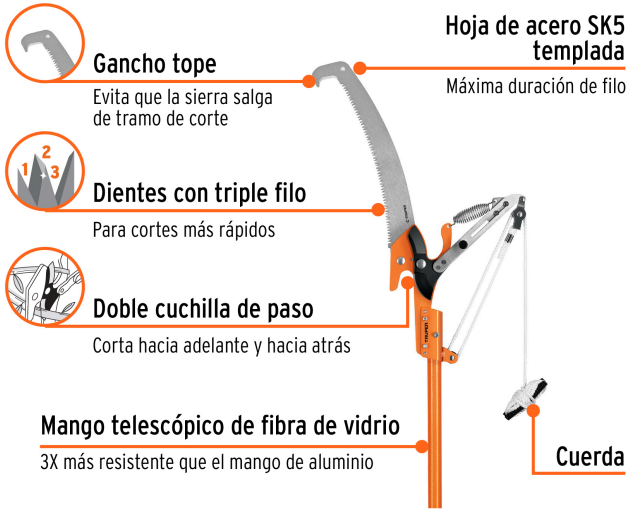 Hoja de acero SK5
templada
Máxima duración de filo
Gancho tope
Evita que la sierra salga
de tramo de corte
1 2 3
Dientes con triple filo
Para cortes más rápidos
Doble cuchilla de paso
Corta hacia adelante y hacia atrás
TRUPER
Mango telescópico de fibra de vidrio
3X más resistente que el mango de aluminio
Cuerda